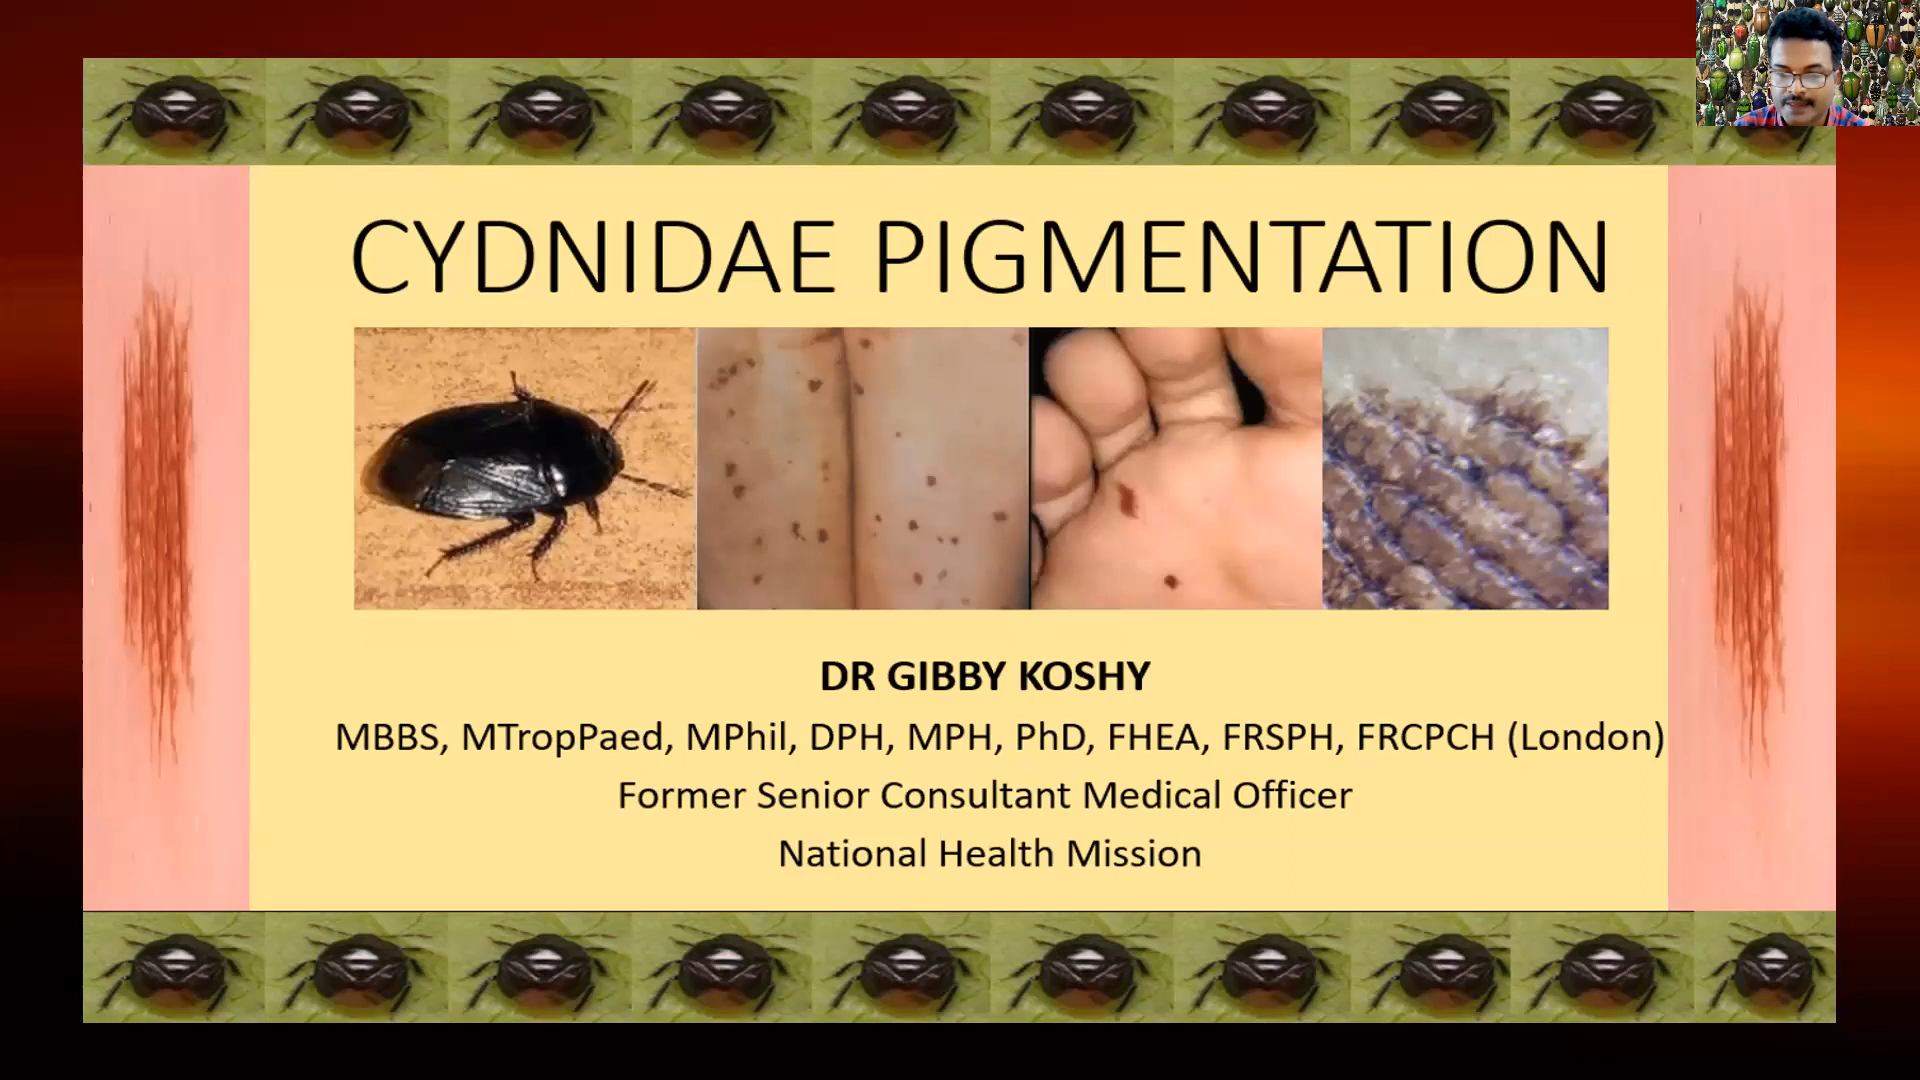 CYDNIDAE PIGMENTATION
DR GIBBY KOSHY
MBBS, MTropPaed, MPhil, DPH, MPH, PhD, FHEA, FRSPH, FRCPCH (London)
Former Senior Consultant Medical Officer
National Health Mission